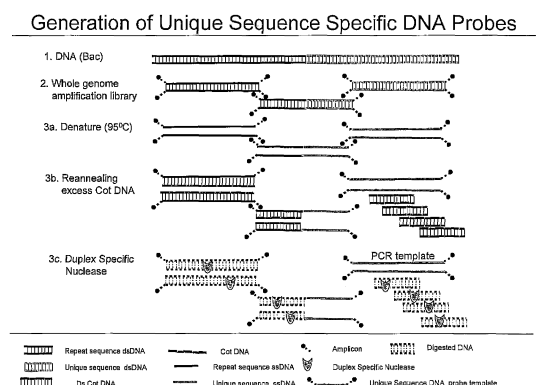 Generation of Unique Sequence Specific DNA Probes
1. DNA (Bac)
2. Whole genome
amplification library
3a. Denature (95⁰C)
3b. Reannealing
excess Cot DNA
3c. Duplex Specific
Nuclease
PCR template
Repeat sequence dsDNA
Cot DNA
Amplicon
Digested DNA
Unique sequence dsDNA
Repeat sequence ssDNA
Duplex Specific Nuclease
Ds Cot DNA
Unique sequence ssDNA
Unique Sequence DNA probe template